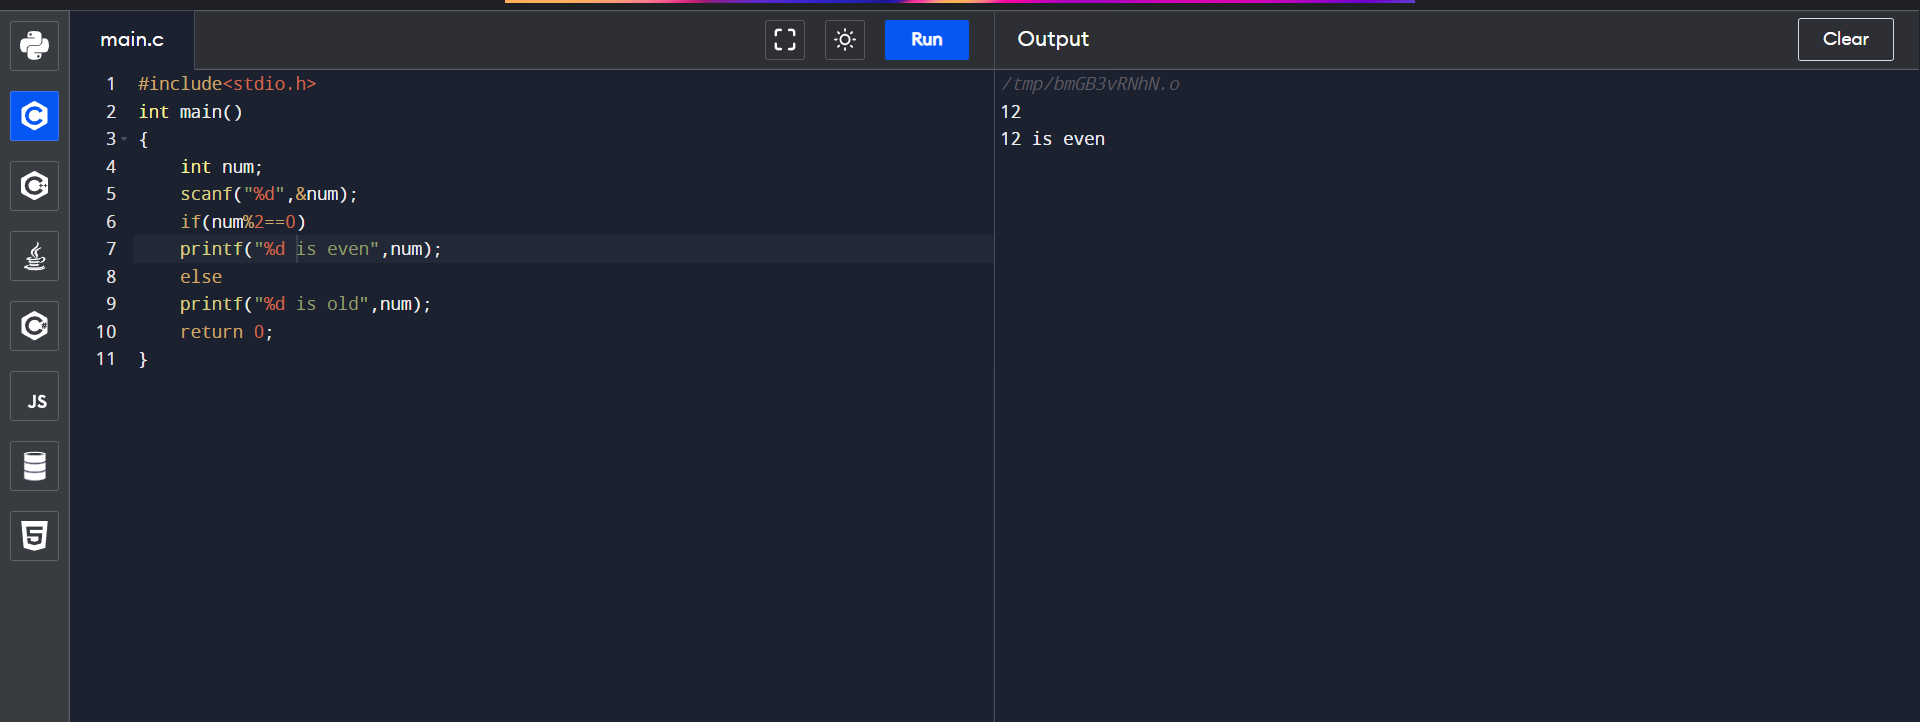 main.c
Run
Output
Clear
1 #include<stdio.h>
2 int main()
3 {
4     int num;
5     scanf("%d",&num);
6     if(num%2==0)
7     printf("%d is even",num);
8     else
9     printf("%d is old",num);
10     return 0;
11 }
/tmp/bmGB3vRNhN.o
12
12 is even
C
C++
C#
JS
5